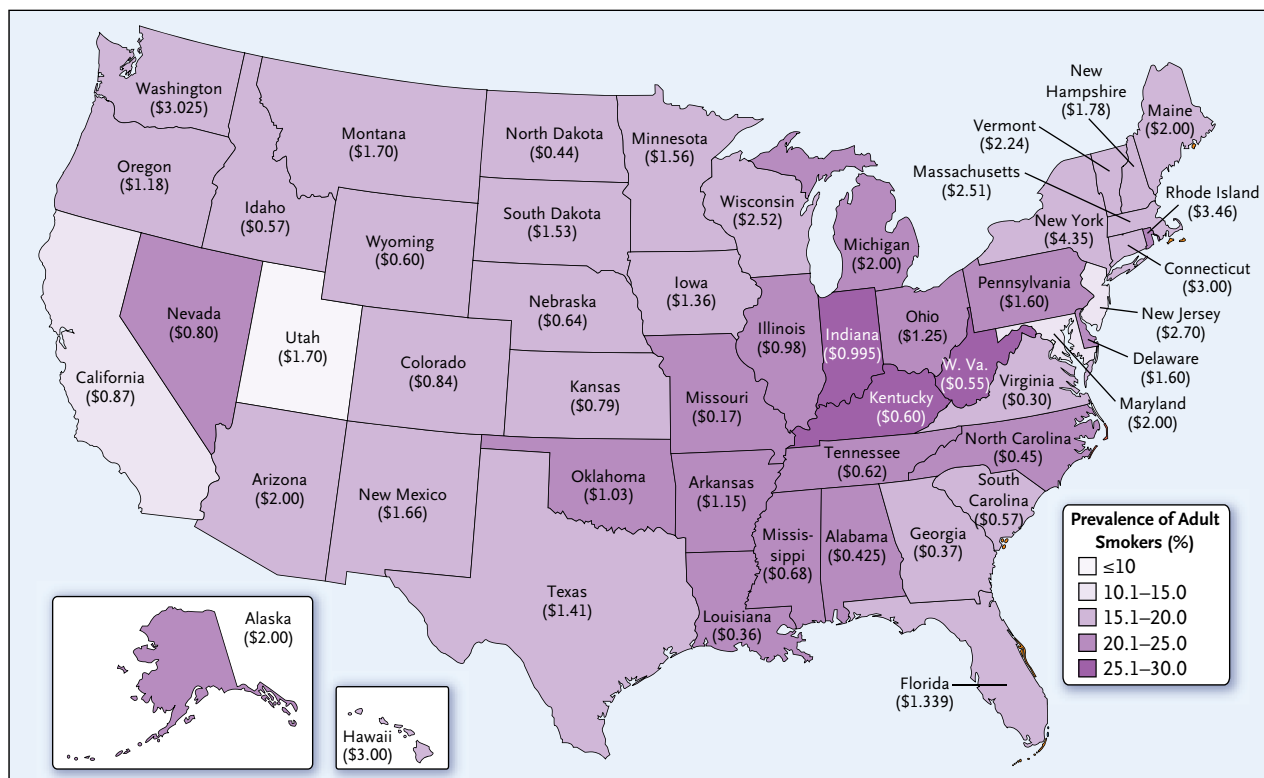 Washington
($3.025)
Oregon
($1.18)
California
($0.87)
Nevada
($0.80)
Idaho
($0.57)
Montana
($1.70)
Wyoming
($0.60)
Utah
($1.70)
Colorado
($0.84)
Arizona
($2.00)
New Mexico
($1.66)
North Dakota
($0.44)
South Dakota
($1.53)
Nebraska
($0.64)
Kansas
($0.79)
Oklahoma
($1.03)
Texas
($1.41)
Minnesota
($1.56)
Iowa
($1.36)
Missouri
($0.17)
Arkansas
($1.15)
Louisiana
($0.36)
Wisconsin
($2.52)
Illinois
($0.98)
Michigan
($2.00)
Indiana
($0.995)
Ohio
($1.25)
Kentucky
($0.60)
Tennessee
($0.62)
Missis-
sippi
($0.68)
Alabama
($0.425)
Georgia
($0.37)
Florida
($1.339)
South
Carolina
($0.57)
North Carolina
($0.45)
Virginia
($0.30)
W. Va.
($0.55)
Pennsylvania
($1.60)
New York
($4.35)
Vermont
($2.24)
New
Hampshire
($1.78)
Maine
($2.00)
Massachusetts
($2.51)
Rhode Island
($3.46)
Connecticut
($3.00)
New Jersey
($2.70)
Delaware
($1.60)
Maryland
($2.00)
Alaska
($2.00)
Hawaii
($3.00)
Prevalence of Adult
Smokers (%)
≤10
10.1–15.0
15.1–20.0
20.1–25.0
25.1–30.0